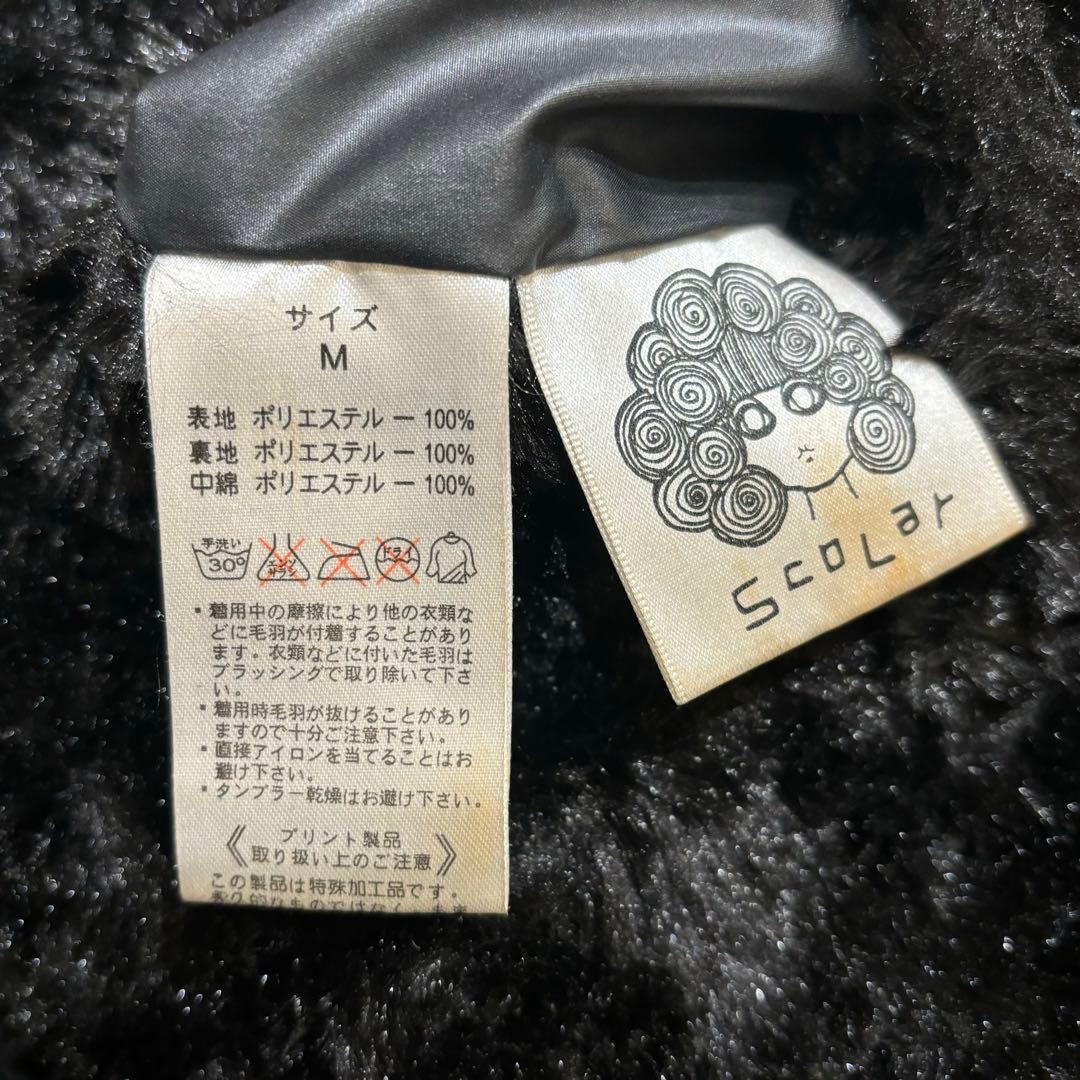 サイズ
M
表地 ポリエステル ー 100%
裏地 ポリエステル ー 100%
中綿 ポリエステル ー 100%
手洗い
30°
エンソ
サラシ
ドライ
・着用中の摩擦により他の衣類な
どに毛羽が付着することがあり
ます。衣類などに付いた毛羽は
ブラッシングで取り除いて下さ
い。
・着用時毛羽が抜けることがあり
ますので十分ご注意下さい。
・直接アイロンを当てることはお
避け下さい。
・タンブラー乾燥はお避け下さい。
《 プリント製品
取り扱い上のご注意 》
この製品は特殊加工品です。
ScoLar